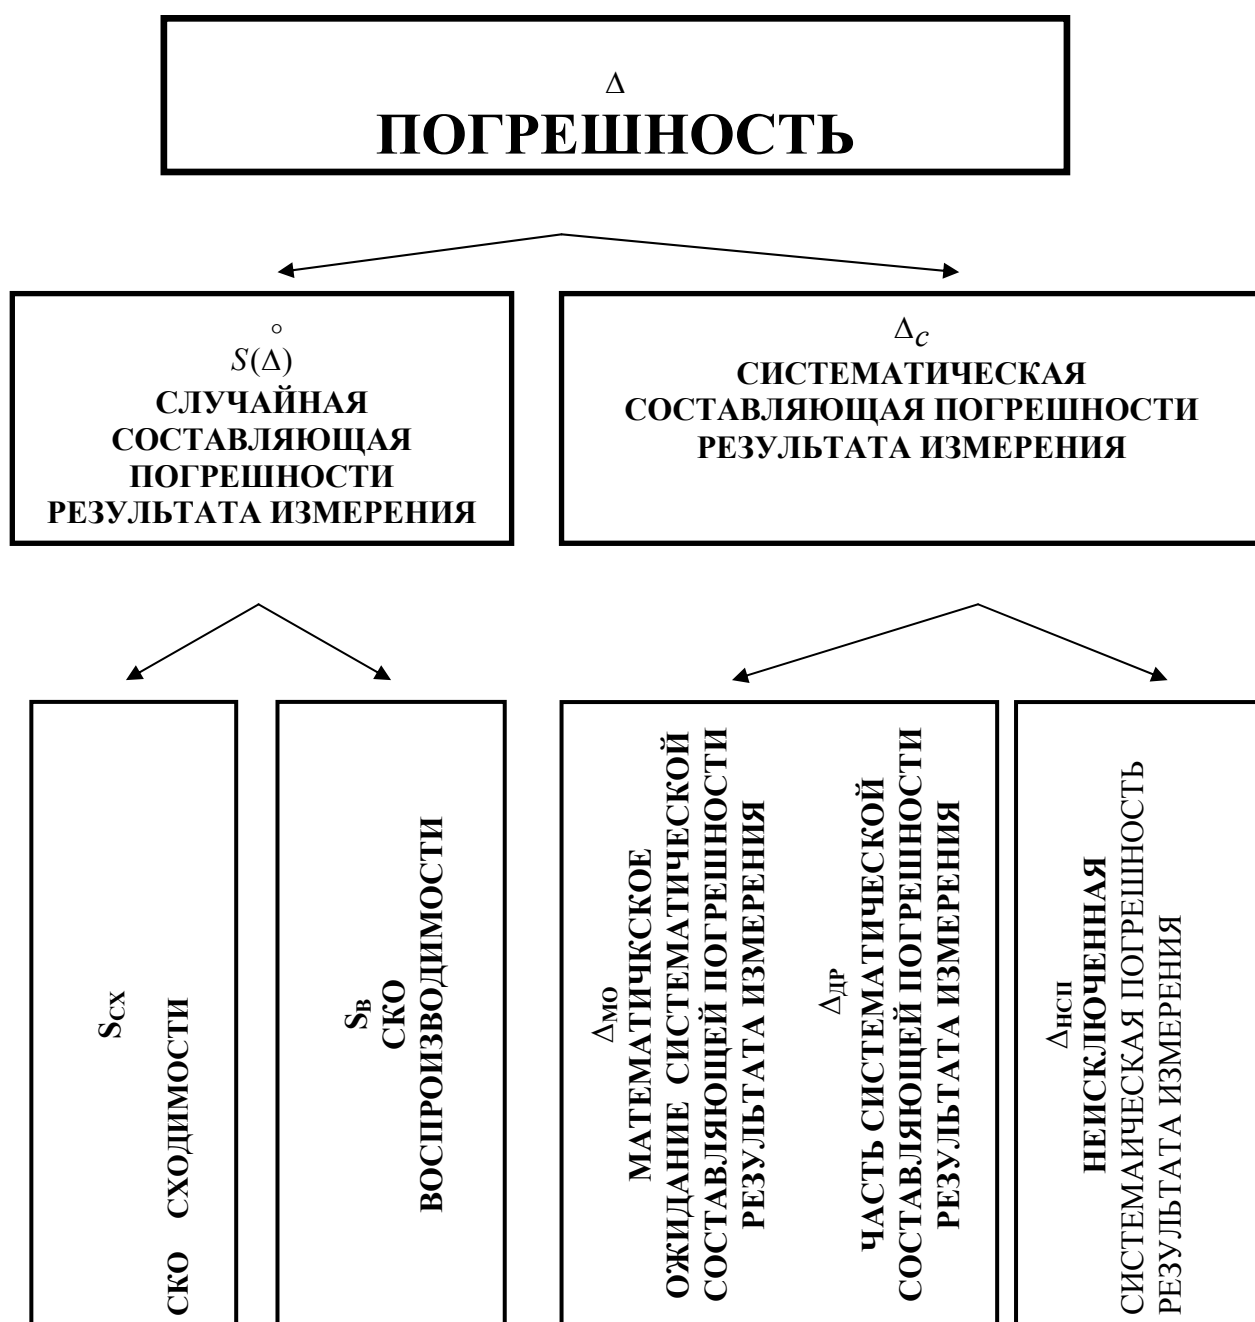 Δ
ПОГРЕШНОСТЬ
S(Δ̊)
СЛУЧАЙНАЯ
СОСТАВЛЯЮЩАЯ
ПОГРЕШНОСТИ
РЕЗУЛЬТАТА ИЗМЕРЕНИЯ
Δс
СИСТЕМАТИЧЕСКАЯ
СОСТАВЛЯЮЩАЯ ПОГРЕШНОСТИ
РЕЗУЛЬТАТА ИЗМЕРЕНИЯ
SСХ
СКО СХОДИМОСТИ
SВ
СКО
ВОСПРОИЗВОДИМОСТИ
ΔМО
МАТЕМАТИЧКСКОЕ
ОЖИДАНИЕ СИСТЕМАТИЧЕСКОЙ
СОСТАВЛЯЮЩЕЙ ПОГРЕШНОСТИ
РЕЗУЛЬТАТА ИЗМЕРЕНИЯ
ΔДР
ЧАСТЬ СИСТЕМАТИЧЕСКОЙ
СОСТАВЛЯЮЩЕЙ ПОГРЕШНОСТИ
РЕЗУЛЬТАТА ИЗМЕРЕНИЯ
ΔНСП
НЕИСКЛЮЧЕННАЯ
СИСТЕМАИЧЕСКАЯ ПОГРЕШНОСТЬ
РЕЗУЛЬТАТА ИЗМЕРЕНИЯ